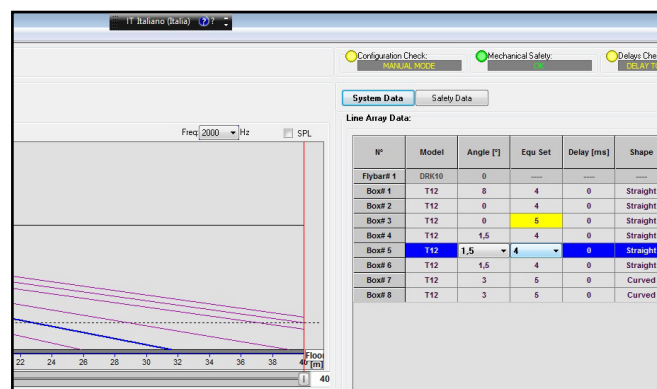 IT Italiano (Italia) ? ?
Configuration Check: Mechanical Safety: Delays Che
MANUAL MODE OK DELAY TO
System Data Safety Data
Line Array Data:
Freq: 2000 Hz SPL
N° Model Angle [°] Equ Set Delay [ms] Shape
Flybar# 1 DRK10 0 ---- ---- ----
Box# 1 T12 8 4 0 Straight
Box# 2 T12 0 4 0 Straight
Box# 3 T12 0 5 0 Straight
Box# 4 T12 1,5 4 0 Straight
Box# 5 T12 1,5 4 0 Straight
Box# 6 T12 1,5 4 0 Straight
Box# 7 T12 3 5 0 Curved
Box# 8 T12 3 5 0 Curved
22 24 26 28 30 32 34 36 38 40
Floor
[m]
40